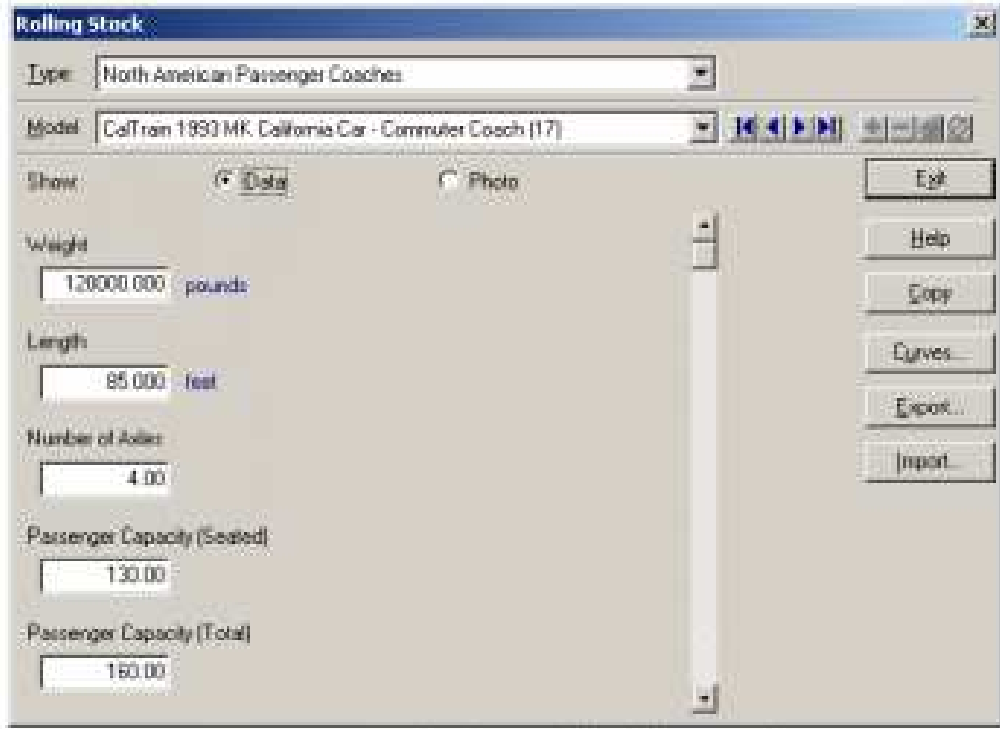 Rolling Stock
Type North American Passenger Coaches
Model CalTrain 1993 MK California Car - Commuter Coach (17)
Show Data Photo
Exit
Weight
Help
120000.000 pounds
Copy
Length
Curves...
85.000 feet
Export...
Number of Axles
4.00
Import...
Passenger Capacity (Seated)
130.00
Passenger Capacity (Total)
160.00